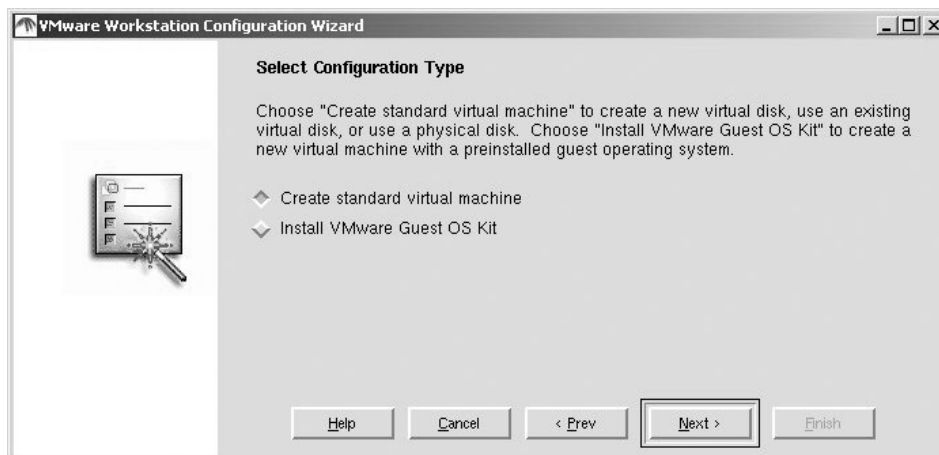 VMware Workstation Configuration Wizard
Select Configuration Type
Choose "Create standard virtual machine" to create a new virtual disk, use an existing
virtual disk, or use a physical disk. Choose "Install VMware Guest OS Kit" to create a
new virtual machine with a preinstalled guest operating system.
Create standard virtual machine
Install VMware Guest OS Kit
Help Cancel < Prev Next > Finish